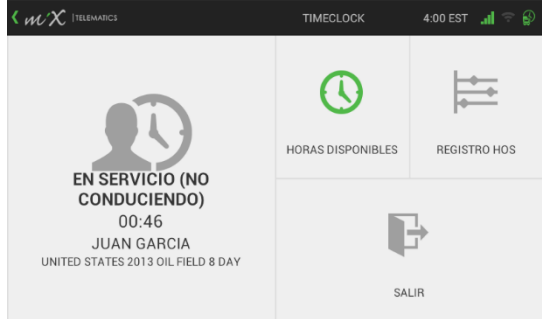 miX TELEMATICS
TIMECLOCK
4:00 EST
EN SERVICIO (NO
CONDUCIENDO)
00:46
JUAN GARCIA
UNITED STATES 2013 OIL FIELD 8 DAY
HORAS DISPONIBLES
REGISTRO HOS
SALIR